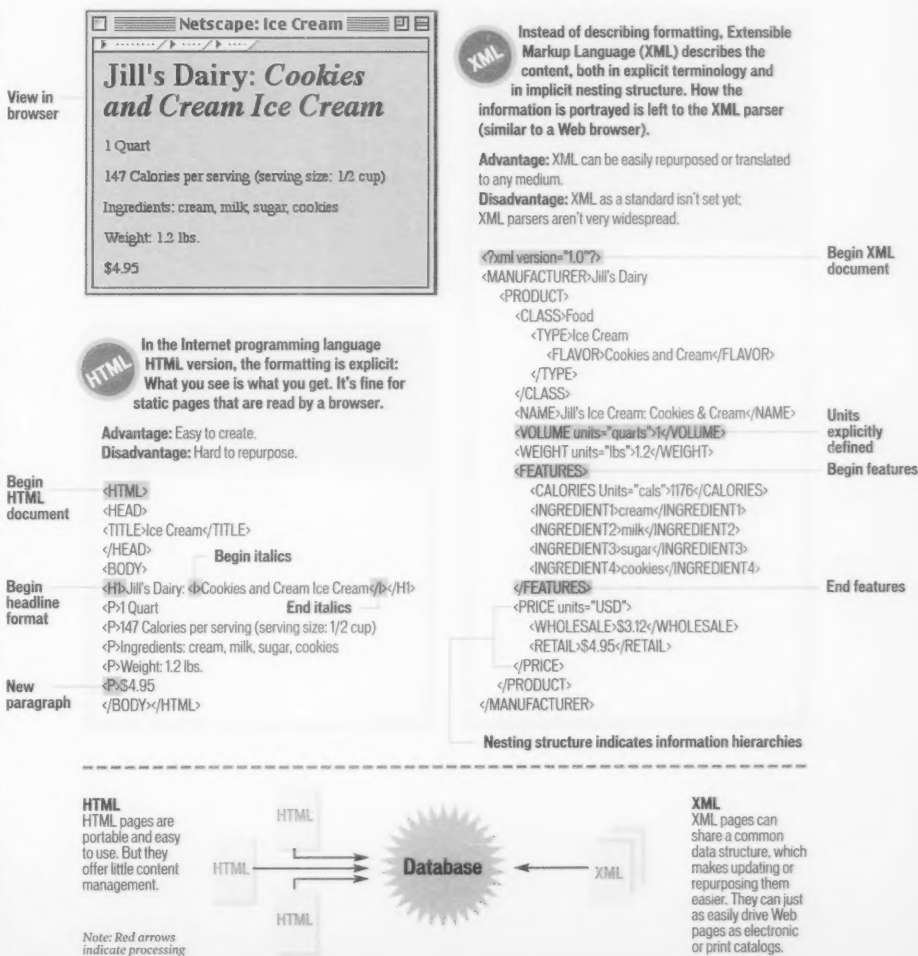 Netscape: Ice Cream
Jill's Dairy: Cookies
and Cream Ice Cream
1 Quart
147 Calories per serving (serving size: 1/2 cup)
Ingredients: cream, milk, sugar, cookies
Weight: 1.2 lbs.
$4.95
View in
browser
HTML
In the Internet programming language
HTML version, the formatting is explicit:
What you see is what you get. It's fine for
static pages that are read by a browser.
Advantage: Easy to create.
Disadvantage: Hard to repurpose.
Begin
HTML
document
<HTML>
<HEAD>
<TITLE>Ice Cream</TITLE>
</HEAD>
Begin italics
<BODY>
Begin
headline
format
<H1>Jill's Dairy: <I>Cookies and Cream Ice Cream</I></H1>
<P>1 Quart
End italics
<P>147 Calories per serving (serving size: 1/2 cup)
<P>Ingredients: cream, milk, sugar, cookies
<P>Weight: 1.2 lbs.
New
paragraph
<P>$4.95
</BODY></HTML>
XML
Instead of describing formatting, Extensible
Markup Language (XML) describes the
content, both in explicit terminology and
in implicit nesting structure. How the
information is portrayed is left to the XML parser
(similar to a Web browser).
Advantage: XML can be easily repurposed or translated
to any medium.
Disadvantage: XML as a standard isn't set yet;
XML parsers aren't very widespread.
<?xml version="1.0"?>
Begin XML
document
<MANUFACTURER>Jill's Dairy
<PRODUCT>
<CLASS>Food
<TYPE>Ice Cream
<FLAVOR>Cookies and Cream</FLAVOR>
</TYPE>
</CLASS>
<NAME>Jill's Ice Cream: Cookies & Cream</NAME>
<VOLUME units="quarts">1</VOLUME>
Units
explicitly
defined
<WEIGHT units="lbs">1.2</WEIGHT>
<FEATURES>
Begin features
<CALORIES Units="cals">1176</CALORIES>
<INGREDIENT1>cream</INGREDIENT1>
<INGREDIENT2>milk</INGREDIENT2>
<INGREDIENT3>sugar</INGREDIENT3>
<INGREDIENT4>cookies</INGREDIENT4>
</FEATURES>
End features
<PRICE units="USD">
<WHOLESALE>$3.12</WHOLESALE>
<RETAIL>$4.95</RETAIL>
</PRICE>
</PRODUCT>
</MANUFACTURER>
Nesting structure indicates information hierarchies
HTML
HTML pages are
portable and easy
to use. But they
offer little content
management.
Note: Red arrows
indicate processing
HTML
HTML
HTML
Database
XML
XML
XML pages can
share a common
data structure, which
makes updating or
repurposing them
easier. They can just
as easily drive Web
pages as electronic
or print catalogs.